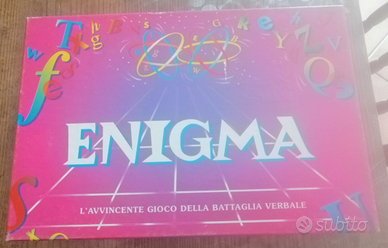 ENIGMA
L'AVVINCENTE GIOCO DELLA BATTAGLIA VERBALE
subito